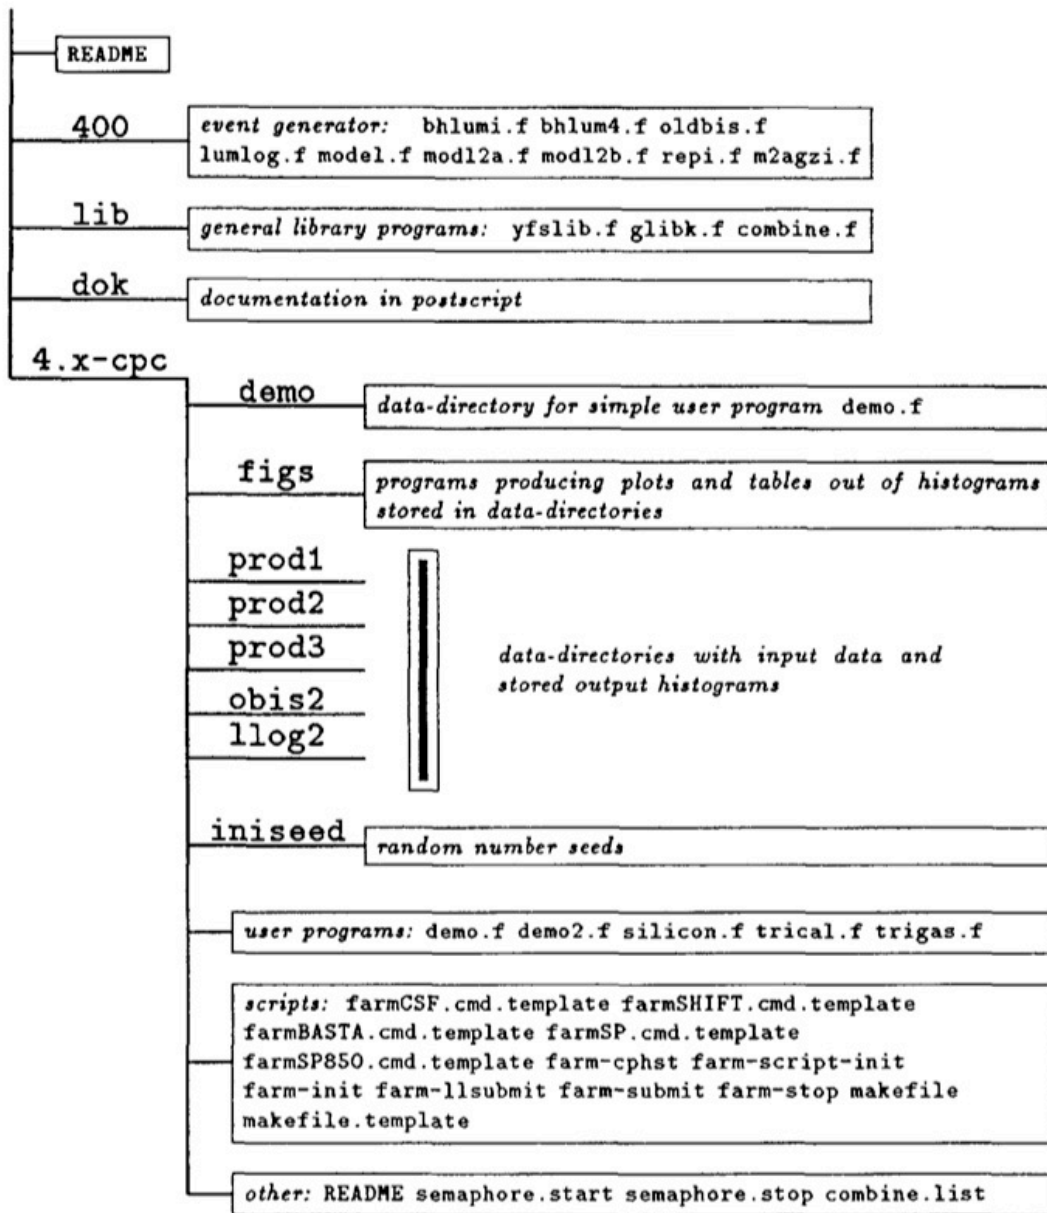 README
400
event generator: bhlumi.f bhlum4.f oldbis.f
lumlog.f model.f modl2a.f modl2b.f repi.f m2agzi.f
lib
general library programs: yfslib.f glibk.f combine.f
dok
documentation in postscript
4.x-cpc
demo
data-directory for simple user program demo.f
figs
programs producing plots and tables out of histograms
stored in data-directories
prod1
prod2
prod3
obis2
llog2
data-directories with input data and
stored output histograms
iniseed
random number seeds
user programs: demo.f demo2.f silicon.f trical.f trigas.f
scripts: farmCSF.cmd.template farmSHIFT.cmd.template
farmBASTA.cmd.template farmSP.cmd.template
farmSP850.cmd.template farm-cphst farm-script-init
farm-init farm-llsubmit farm-submit farm-stop makefile
makefile.template
other: README semaphore.start semaphore.stop combine.list